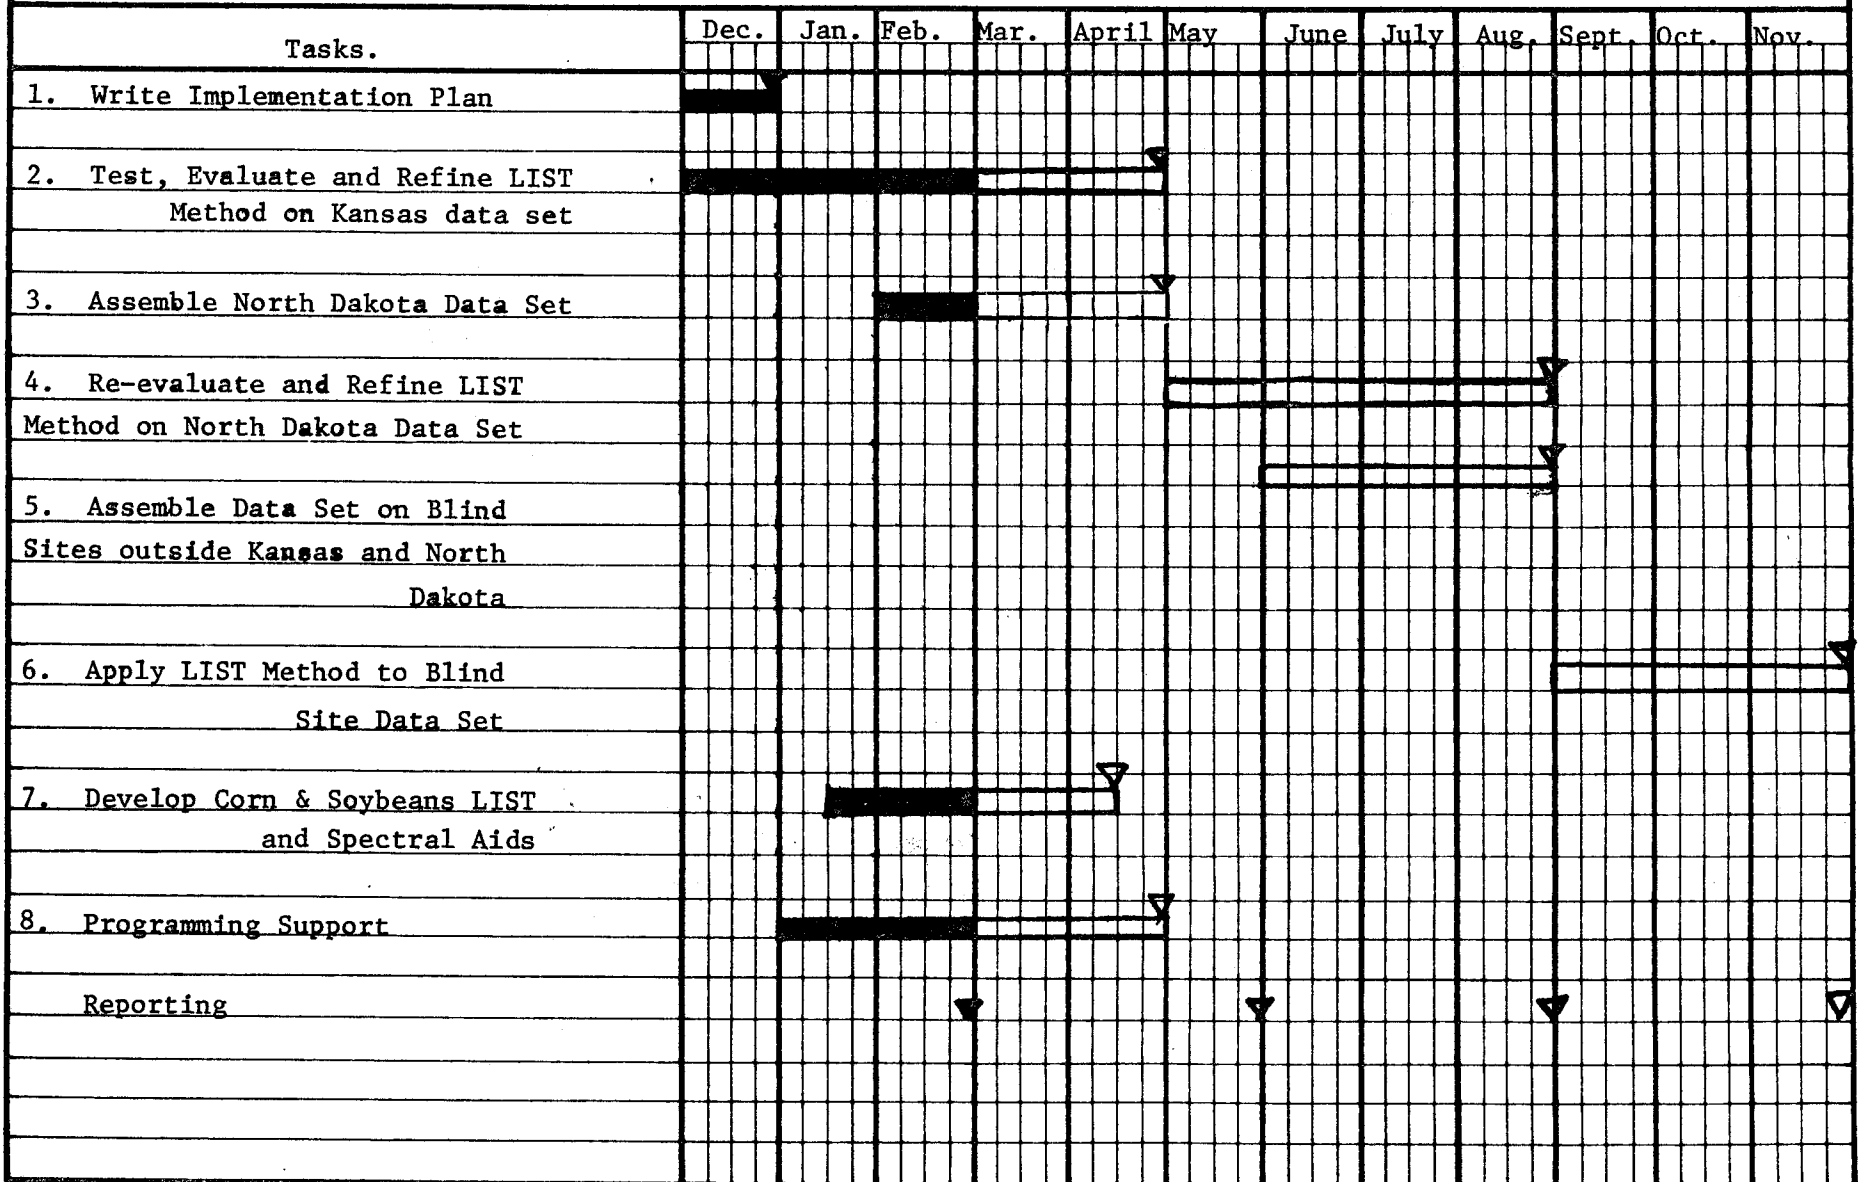 Tasks.
Dec. Jan. Feb. Mar. April May June July Aug. Sept. Oct. Nov.
1. Write Implementation Plan
2. Test, Evaluate and Refine LIST
Method on Kansas data set
3. Assemble North Dakota Data Set
4. Re-evaluate and Refine LIST
Method on North Dakota Data Set
5. Assemble Data Set on Blind
Sites outside Kansas and North
Dakota
6. Apply LIST Method to Blind
Site Data Set
7. Develop Corn & Soybeans LIST
and Spectral Aids
8. Programming Support
Reporting